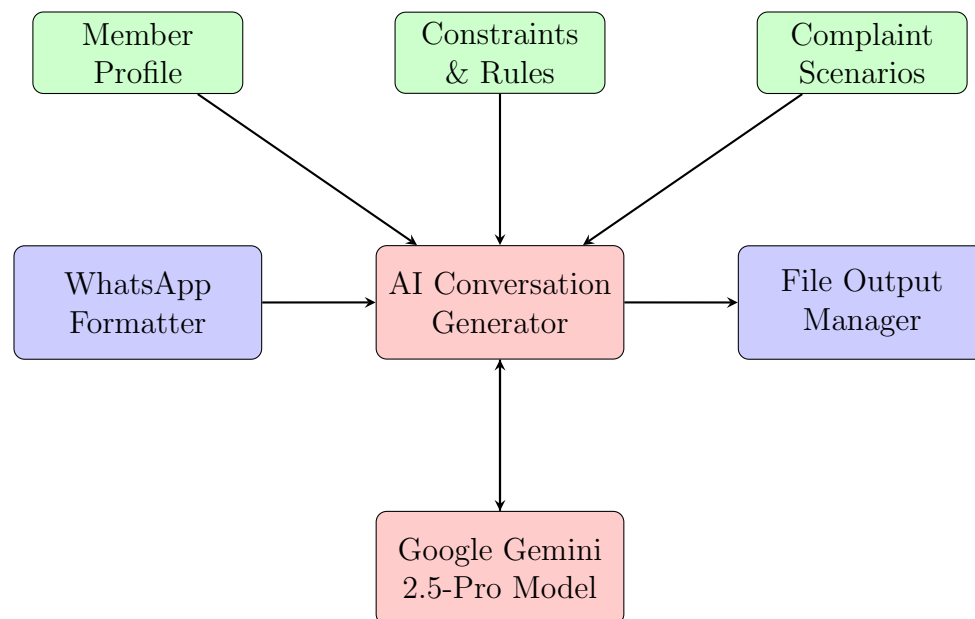 Member
Profile
Constraints
& Rules
Complaint
Scenarios
WhatsApp
Formatter
AI Conversation
Generator
File Output
Manager
Google Gemini
2.5-Pro Model